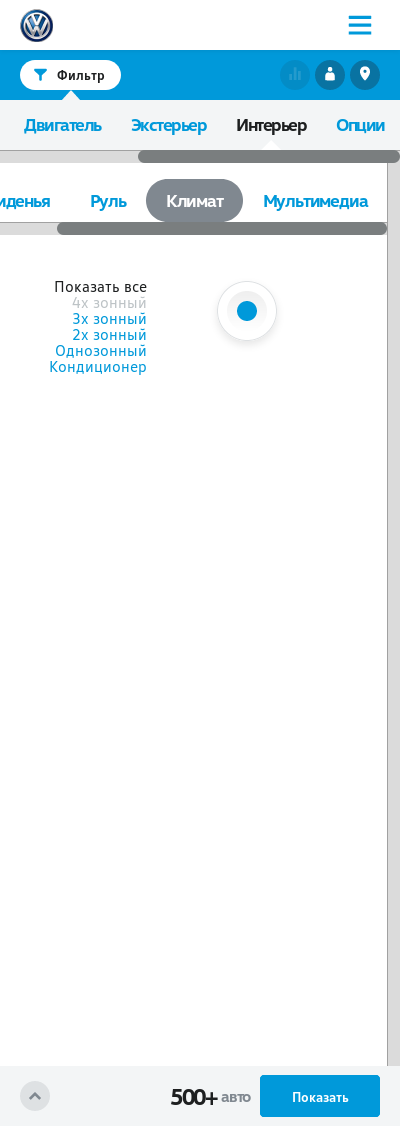 Фильтр
Двигатель Экстерьер Интерьер Опции
иденья Руль Климат Мультимедиа
Показать все
4х зонный
3х зонный
2х зонный
Однозонный
Кондиционер
500+ авто Показать